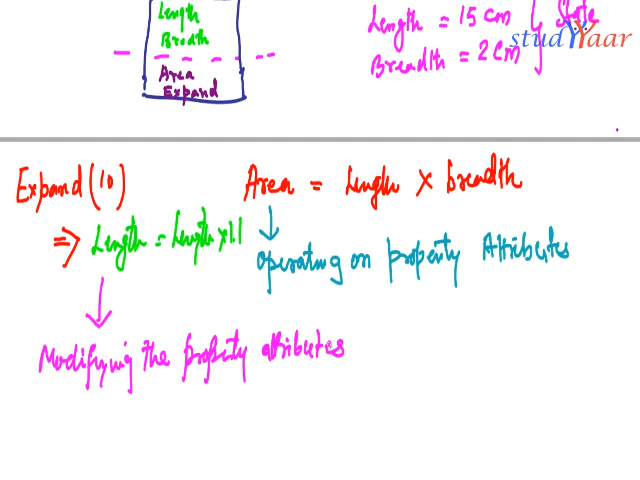 Length
Breadth
Area
Expand
Length = 15 cm
State
Breadth = 2 cm
studYYaar
Expand(10)
Area = Length × breadth
=> Length = Length × 1.1
operating on property Attributes
Modifying the property attributes